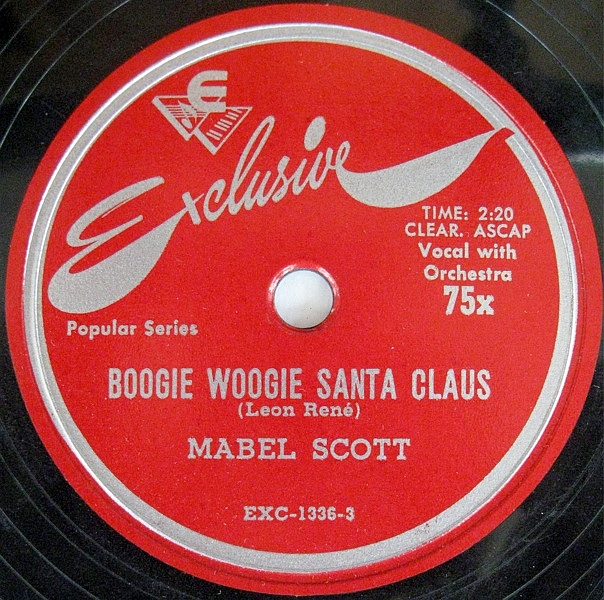 E
Exclusive
TIME: 2:20
CLEAR. ASCAP
Vocal with
Orchestra
75x
Popular Series
BOOGIE WOOGIE SANTA CLAUS
(Leon René)
MABEL SCOTT
EXC-1336-3